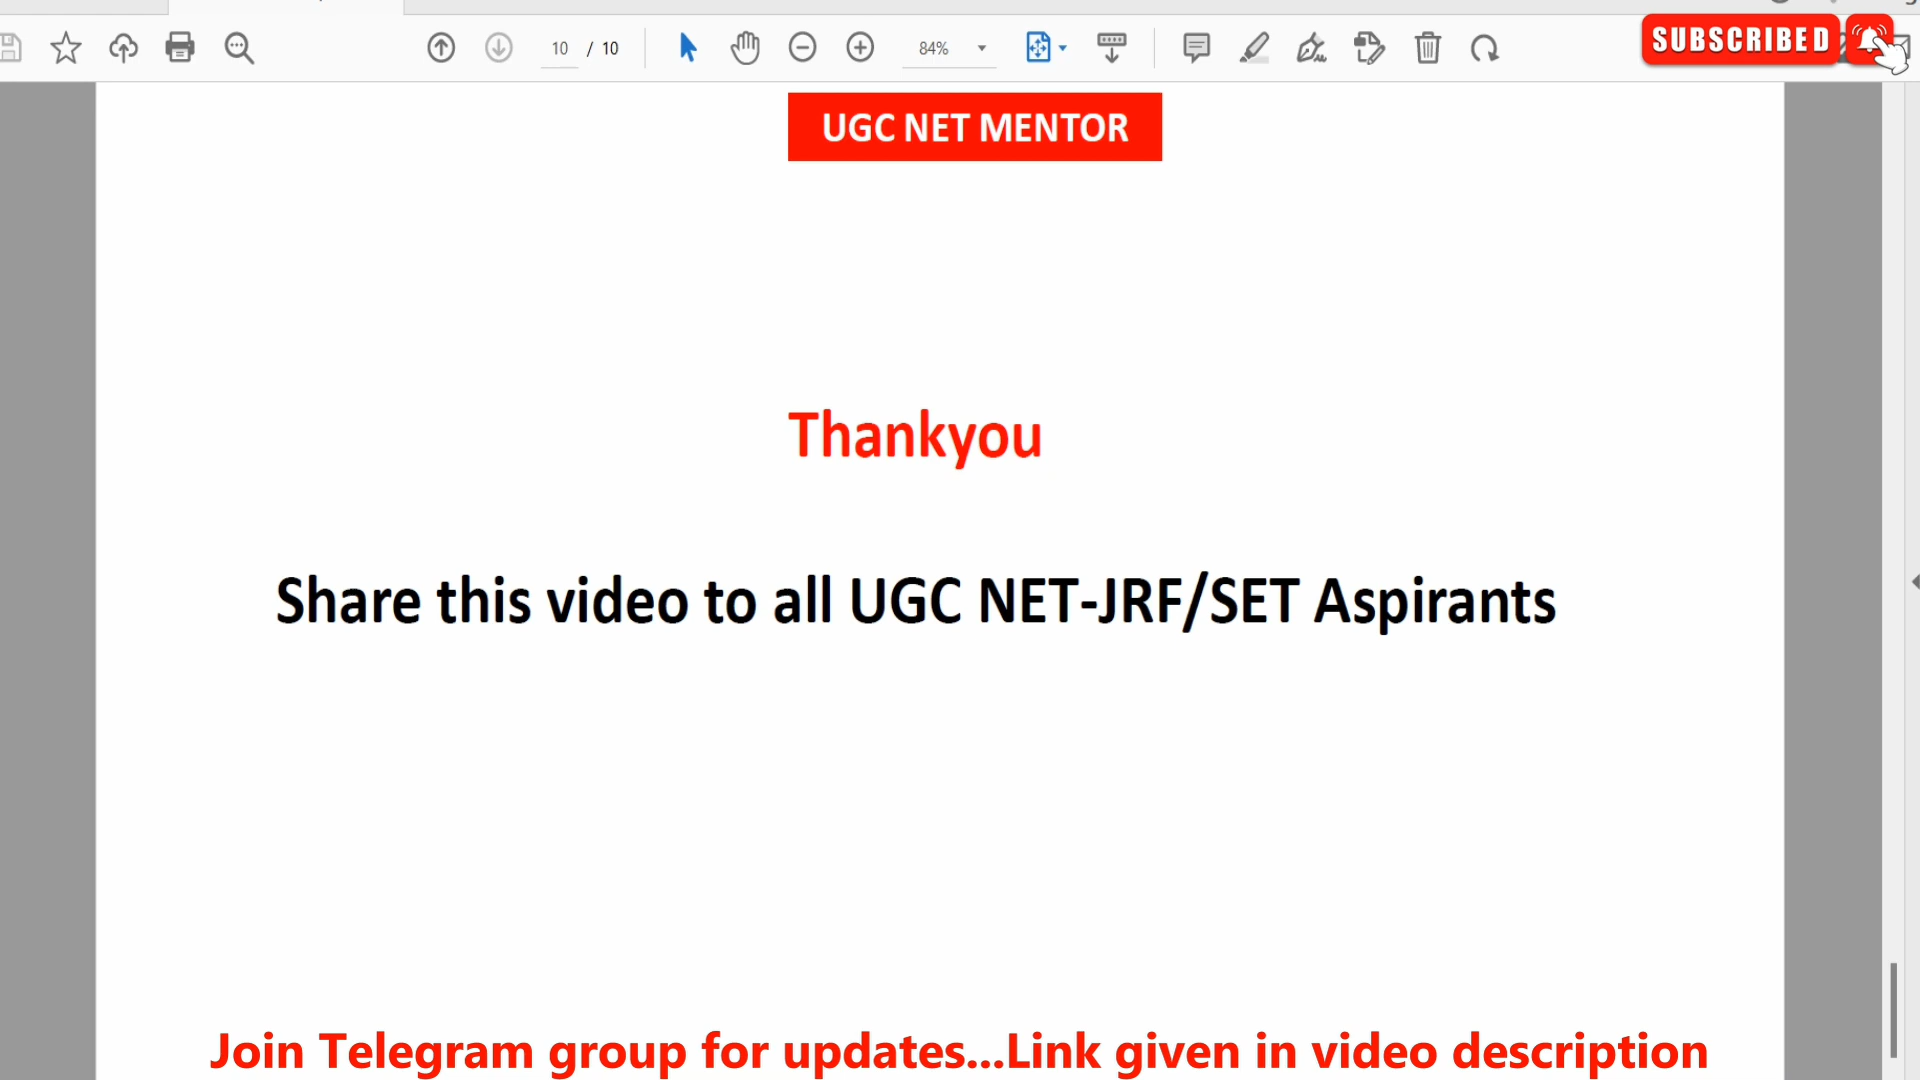 10 / 10
84%
SUBSCRIBED
UGC NET MENTOR
Thankyou
Share this video to all UGC NET-JRF/SET Aspirants
Join Telegram group for updates...Link given in video description